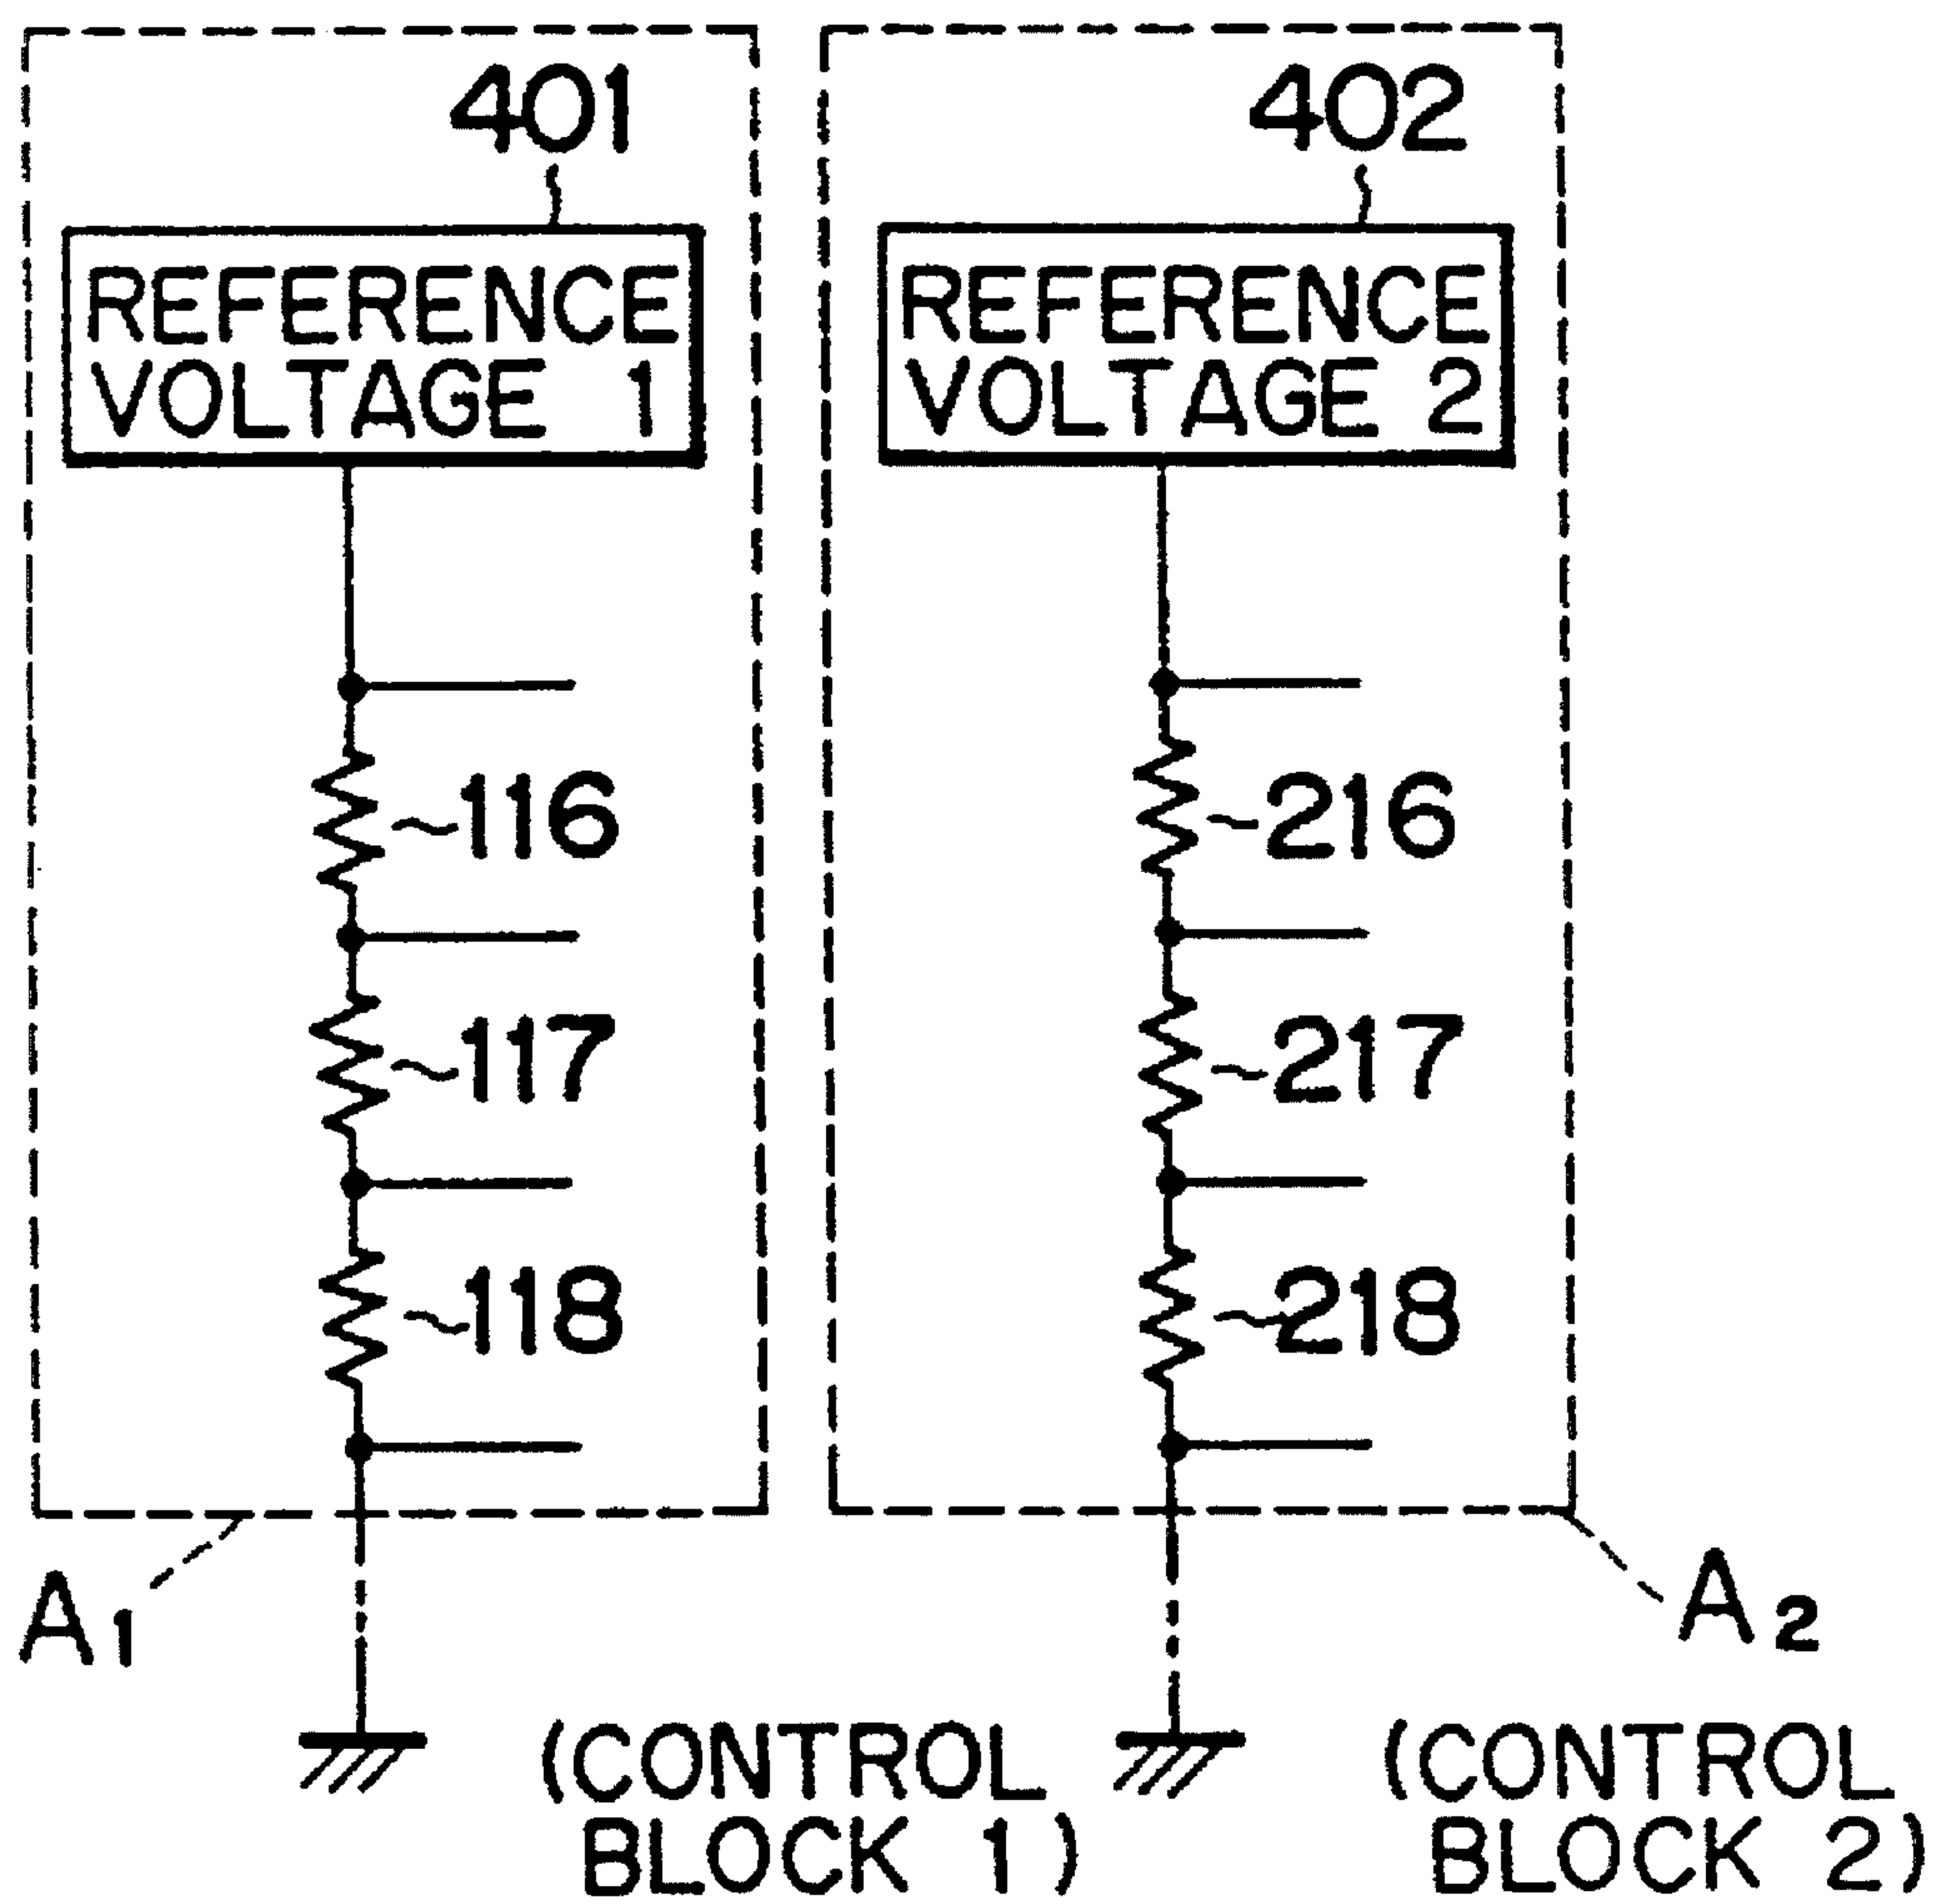 401
REFERENCE
VOLTAGE 1
116
117
118
A1
(CONTROL
BLOCK 1)
402
REFERENCE
VOLTAGE 2
216
217
218
A2
(CONTROL
BLOCK 2)